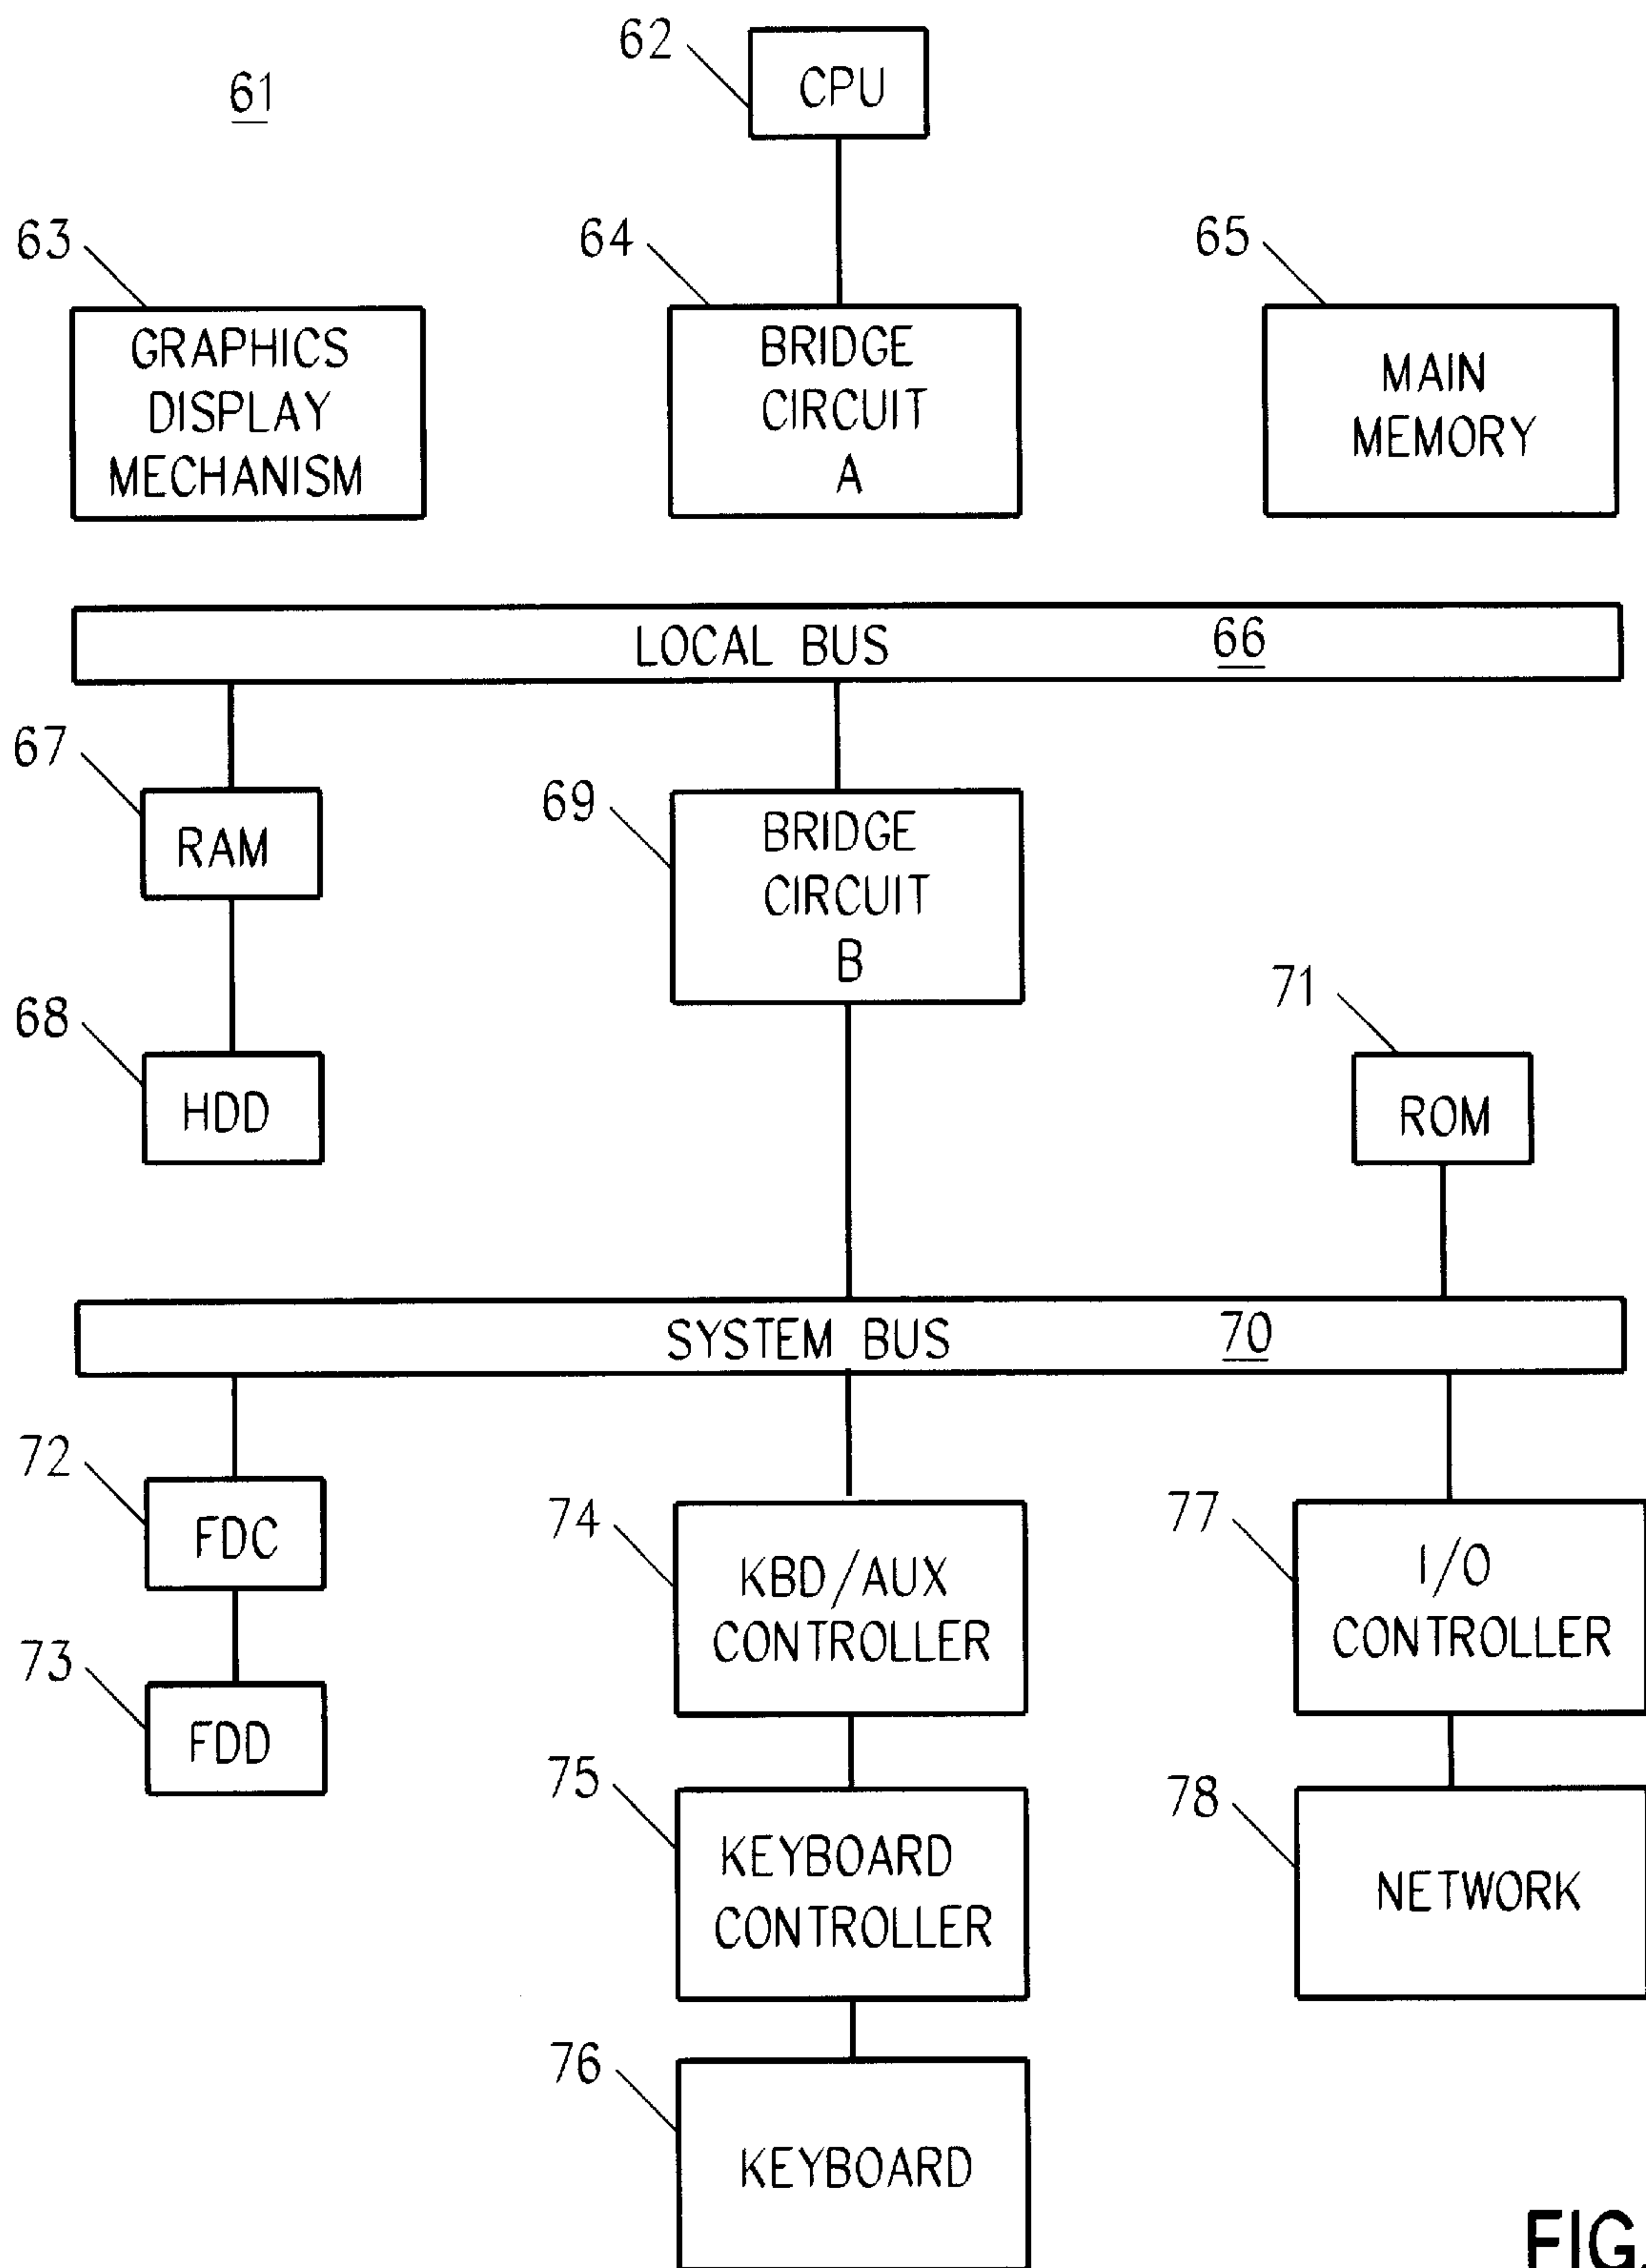 61
62
CPU
63
GRAPHICS
DISPLAY
MECHANISM
64
BRIDGE
CIRCUIT
A
65
MAIN
MEMORY
LOCAL BUS 66
67
RAM
68
HDD
69
BRIDGE
CIRCUIT
B
71
ROM
SYSTEM BUS 70
72
FDC
73
FDD
74
KBD/AUX
CONTROLLER
75
KEYBOARD
CONTROLLER
76
KEYBOARD
77
I/O
CONTROLLER
78
NETWORK
FIG.